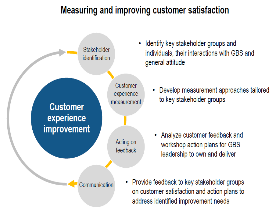 Measuring and improving customer satisfaction
Stakeholder
identification
• Identify key stakeholder groups and
individuals, their interactions with GBS and
general attitude
Customer
experience
measurement
• Develop measurement approaches tailored
to key stakeholder groups
Customer
experience
improvement
Acting on
feedback
• Analyze customer feedback and
workshop action plans for GBS
leadership to own and deliver
Communication
• Provide feedback to key stakeholder groups
on customer satisfaction and action plans to
address identified improvement needs